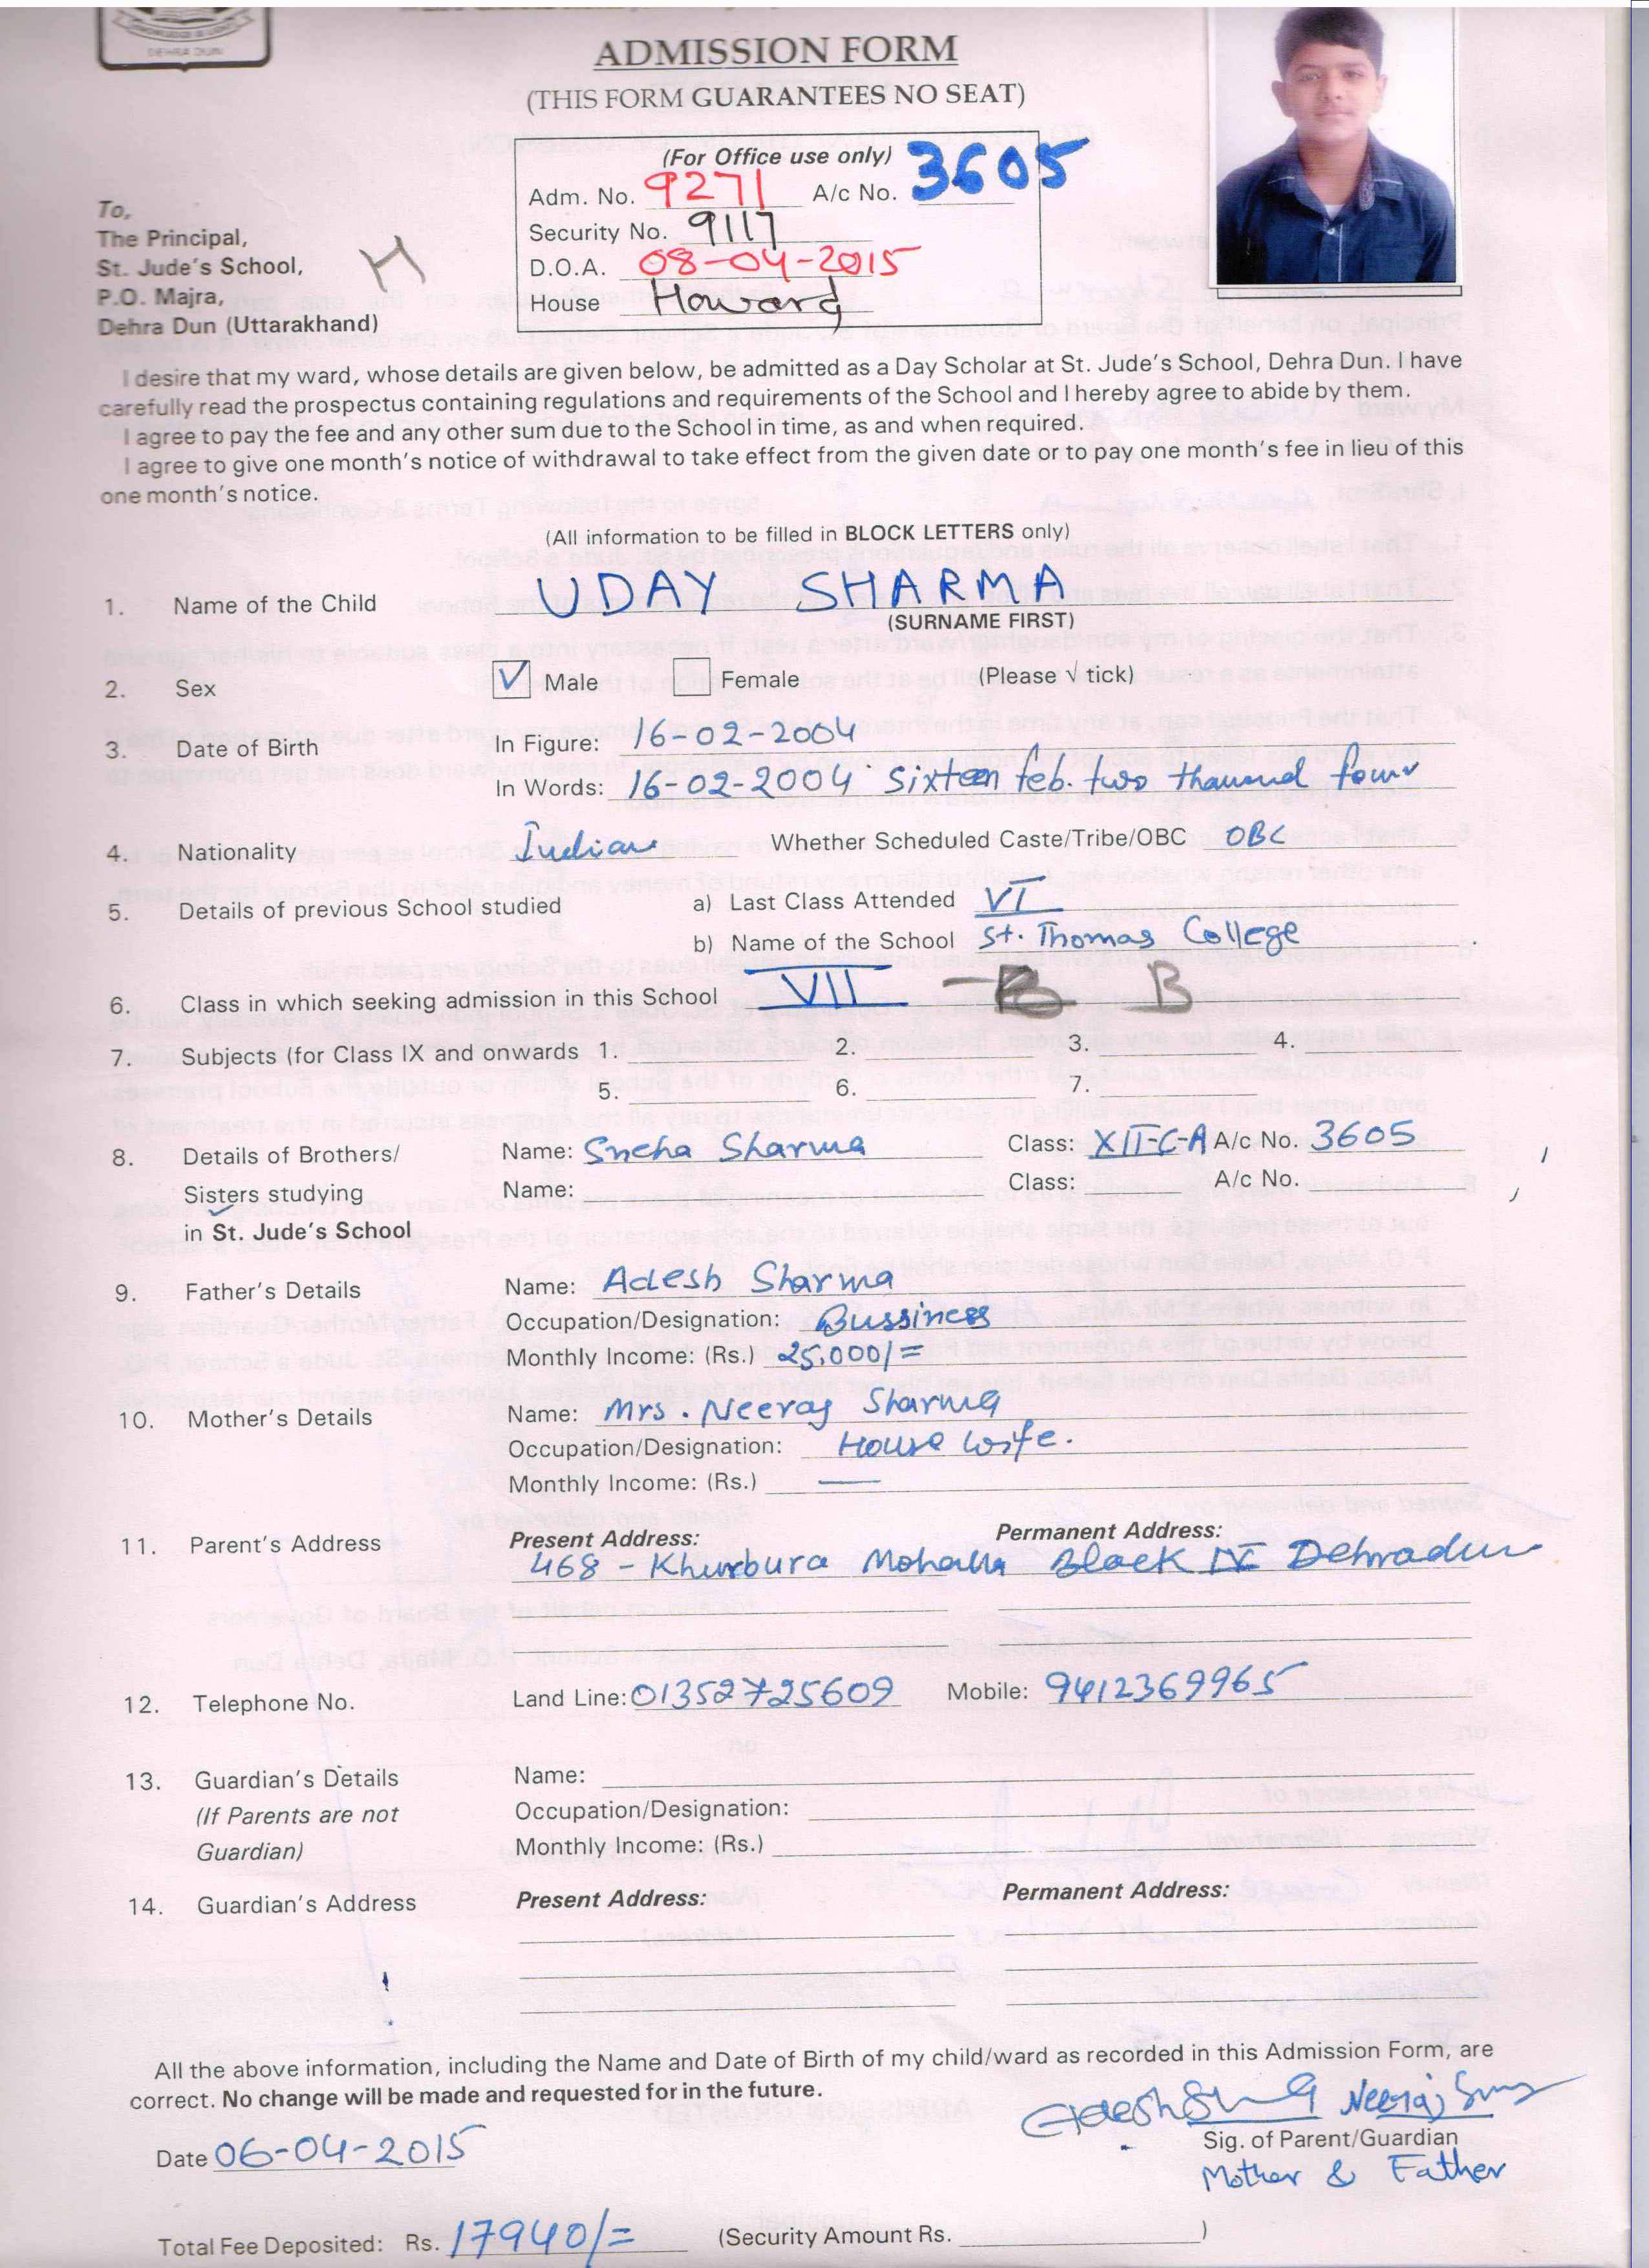 DEHRA DUN
ADMISSION FORM
(THIS FORM GUARANTEES NO SEAT)
(For Office use only)
Adm. No. 9271 A/c No. 3605
Security No. 9117
D.O.A. 08-04-2015
House Howard
To,
The Principal,
St. Jude's School,
P.O. Majra,
Dehra Dun (Uttarakhand)
H
I desire that my ward, whose details are given below, be admitted as a Day Scholar at St. Jude's School, Dehra Dun. I have
carefully read the prospectus containing regulations and requirements of the School and I hereby agree to abide by them.
I agree to pay the fee and any other sum due to the School in time, as and when required.
I agree to give one month's notice of withdrawal to take effect from the given date or to pay one month's fee in lieu of this
one month's notice.
(All information to be filled in BLOCK LETTERS only)
1. Name of the Child UDAY SHARMA
(SURNAME FIRST)
2. Sex √ Male Female (Please √ tick)
3. Date of Birth In Figure: 16-02-2004
In Words: 16-02-2004 Sixteen feb. two thaunnd four
4. Nationality Indian Whether Scheduled Caste/Tribe/OBC OBC
5. Details of previous School studied a) Last Class Attended VI
b) Name of the School St. Thomas College
6. Class in which seeking admission in this School VII - B B
7. Subjects (for Class IX and onwards 1. 2. 3. 4.
5. 6. 7.
8. Details of Brothers/ Name: Sneha Sharma Class: XII-C-A A/c No. 3605
Sisters studying Name: Class: A/c No.
in St. Jude's School
9. Father's Details Name: Adesh Sharma
Occupation/Designation: Bussiness
Monthly Income: (Rs.) 25,000/=
10. Mother's Details Name: Mrs. Neeraj Sharma
Occupation/Designation: House wife.
Monthly Income: (Rs.) —
11. Parent's Address Present Address: Permanent Address:
468 - Khurbura Mohalla Block IV Dehradun
12. Telephone No. Land Line: 01352725609 Mobile: 9412369965
13. Guardian's Details Name:
(If Parents are not Occupation/Designation:
Guardian) Monthly Income: (Rs.)
14. Guardian's Address Present Address: Permanent Address:
All the above information, including the Name and Date of Birth of my child/ward as recorded in this Admission Form, are
correct. No change will be made and requested for in the future.
Date 06-04-2015
Sig. of Parent/Guardian
Mother & Father
Total Fee Deposited: Rs. 17940/= (Security Amount Rs. )